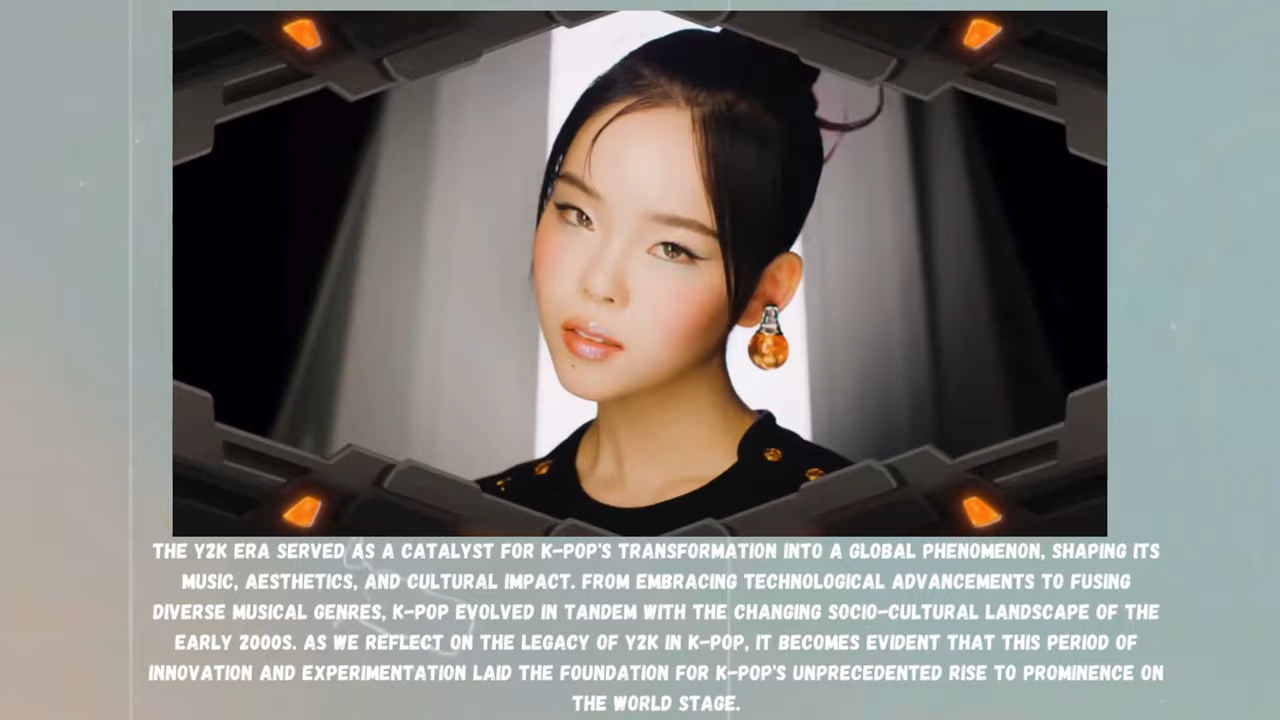 THE Y2K ERA SERVED AS A CATALYST FOR K-POP'S TRANSFORMATION INTO A GLOBAL PHENOMENON, SHAPING ITS
MUSIC, AESTHETICS, AND CULTURAL IMPACT. FROM EMBRACING TECHNOLOGICAL ADVANCEMENTS TO FUSING
DIVERSE MUSICAL GENRES, K-POP EVOLVED IN TANDEM WITH THE CHANGING SOCIO-CULTURAL LANDSCAPE OF THE
EARLY 2000S. AS WE REFLECT ON THE LEGACY OF Y2K IN K-POP, IT BECOMES EVIDENT THAT THIS PERIOD OF
INNOVATION AND EXPERIMENTATION LAID THE FOUNDATION FOR K-POP'S UNPRECEDENTED RISE TO PROMINENCE ON
THE WORLD STAGE.